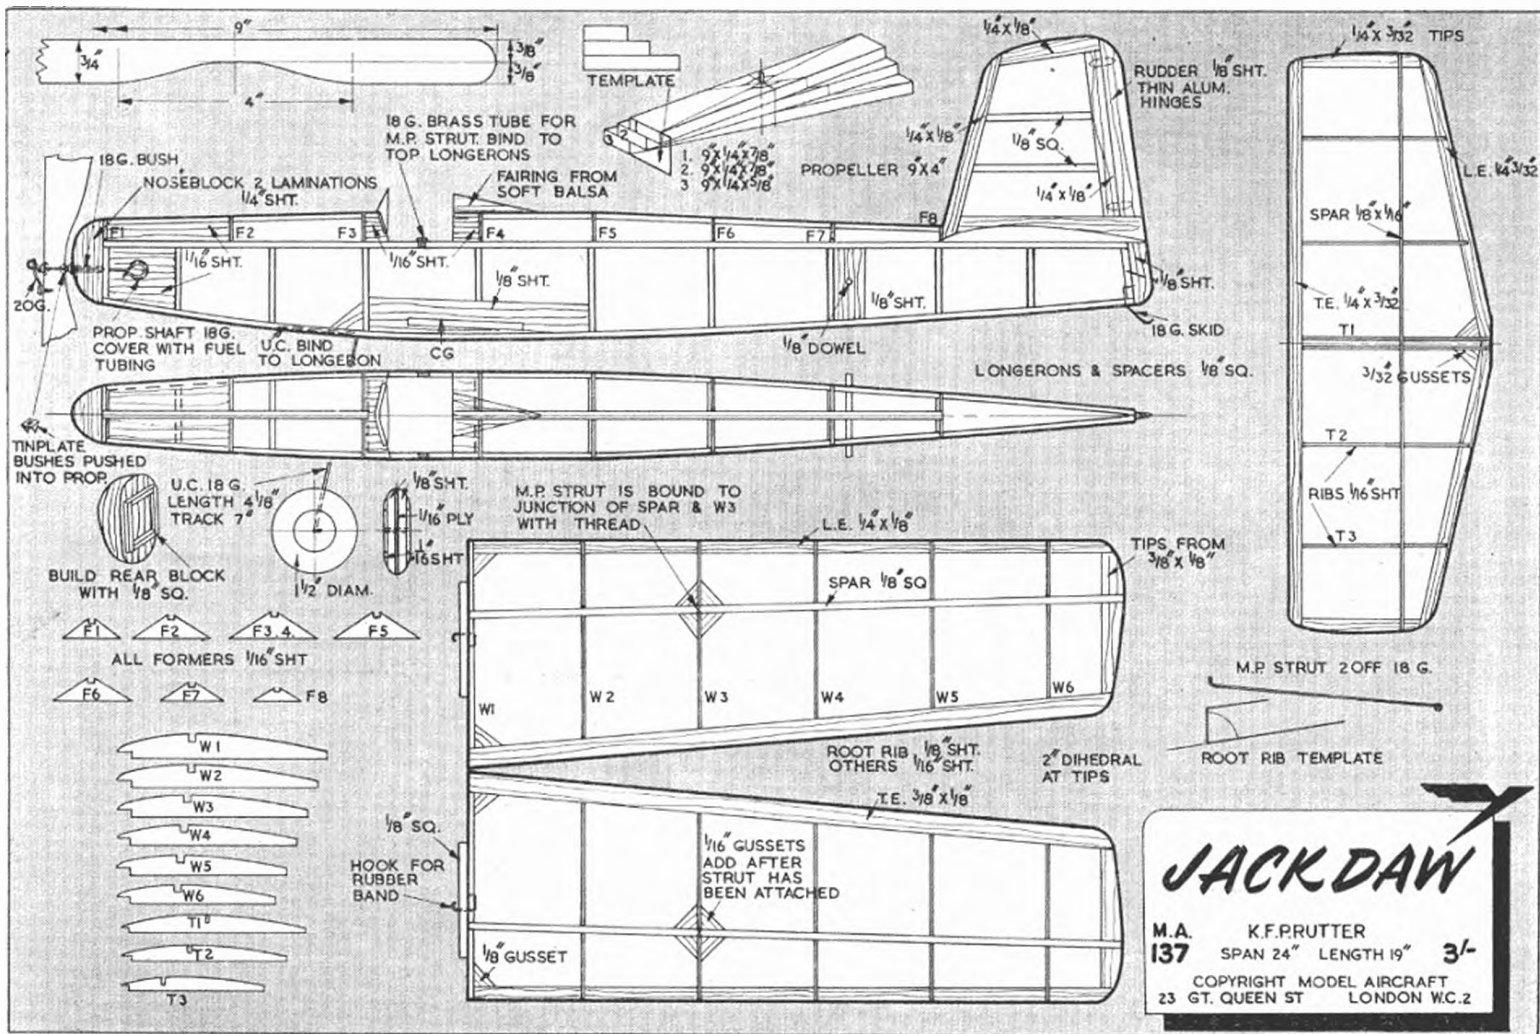 9"
3/4"
3/8"
3/8"
4"
TEMPLATE
3
2
1
1. 9"X1/4"X7/8"
2. 9"X1/4"X7/8"
3 9"X1/4"X5/8"
PROPELLER 9"X4"
18 G. BRASS TUBE FOR
M.P. STRUT. BIND TO
TOP LONGERONS
FAIRING FROM
SOFT BALSA
18G. BUSH
NOSEBLOCK 2 LAMINATIONS
1/4" SHT.
1/4"X1/8"
RUDDER 1/8" SHT.
THIN ALUM.
HINGES
1/4"X1/8"
1/8" SQ.
1/4"X1/8"
F1
F2
F3
F4
F5
F6
F7
F8
1/16" SHT.
1/16" SHT.
1/8" SHT.
1/8" SHT.
1/8" SHT.
20G.
PROP. SHAFT 18G.
COVER WITH FUEL
TUBING
U.C. BIND
TO LONGERON
CG
1/8" DOWEL
18 G. SKID
LONGERONS & SPACERS 1/8" SQ.
1/4"X 3/32" TIPS
L.E. 1/4"X3/32"
SPAR 1/8"X1/16"
T.E. 1/4"X3/32"
T1
3/32" GUSSETS
T2
RIBS 1/16" SHT
T3
TINPLATE
BUSHES PUSHED
INTO PROP.
U.C. 18 G.
LENGTH 4 1/8"
TRACK 7"
1/8" SHT.
1/16" PLY
1/16" SHT
1 1/2" DIAM.
BUILD REAR BLOCK
WITH 1/8" SQ.
M.P. STRUT IS BOUND TO
JUNCTION OF SPAR & W3
WITH THREAD
L.E. 1/4"X1/8"
TIPS FROM
3/8"X1/8"
SPAR 1/8" SQ
F1
F2
F3.4.
F5
ALL FORMERS 1/16" SHT
F6
F7
F8
W1
W2
W3
W4
W5
W6
ROOT RIB 1/8" SHT.
OTHERS 1/16" SHT.
2" DIHEDRAL
AT TIPS
M.P. STRUT 2 OFF 18 G.
ROOT RIB TEMPLATE
W1
W2
W3
W4
W5
W6
T1
T2
T3
T.E. 3/8"X1/8"
1/8" SQ.
HOOK FOR
RUBBER
BAND
1/16" GUSSETS
ADD AFTER
STRUT HAS
BEEN ATTACHED
1/8" GUSSET
JACKDAW
M.A.
137
K.F.P.RUTTER
SPAN 24" LENGTH 19"
3/-
COPYRIGHT MODEL AIRCRAFT
23 GT. QUEEN ST LONDON W.C.2